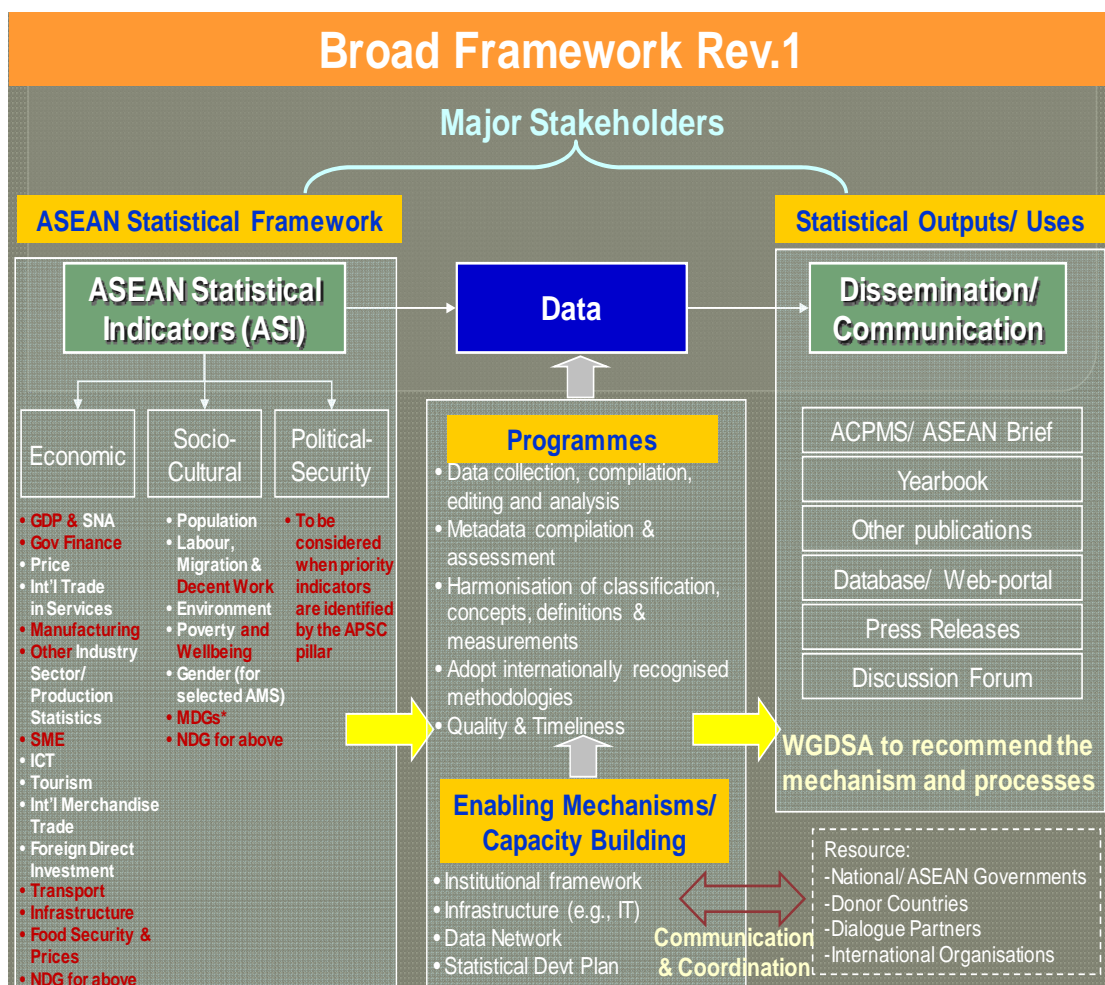 Broad Framework Rev.1
Major Stakeholders
ASEAN Statistical Framework
Statistical Outputs/ Uses
ASEAN Statistical
Indicators (ASI)
Data
Dissemination/
Communication
Economic
Socio-
Cultural
Political-
Security
• GDP & SNA
• Gov Finance
• Price
• Int'l Trade
in Services
• Manufacturing
• Other Industry
Sector/
Production
Statistics
• SME
• ICT
• Tourism
• Int'l Merchandise
Trade
• Foreign Direct
Investment
• Transport
• Infrastructure
• Food Security &
Prices
• NDG for above
• Population
• Labour,
Migration &
Decent Work
• Environment
• Poverty and
Wellbeing
• Gender (for
selected AMS)
• MDGs*
• NDG for above
• To be
considered
when priority
indicators
are identified
by the APSC
pillar
Programmes
• Data collection, compilation,
editing and analysis
• Metadata compilation &
assessment
• Harmonisation of classification,
concepts, definitions &
measurements
• Adopt internationally recognised
methodologies
• Quality & Timeliness
Enabling Mechanisms/
Capacity Building
• Institutional framework
• Infrastructure (e.g., IT)
• Data Network
• Statistical Devt Plan
Communication
& Coordination
ACPMS/ ASEAN Brief
Yearbook
Other publications
Database/ Web-portal
Press Releases
Discussion Forum
WGDSA to recommend the
mechanism and processes
Resource:
-National/ ASEAN Governments
-Donor Countries
-Dialogue Partners
-International Organisations